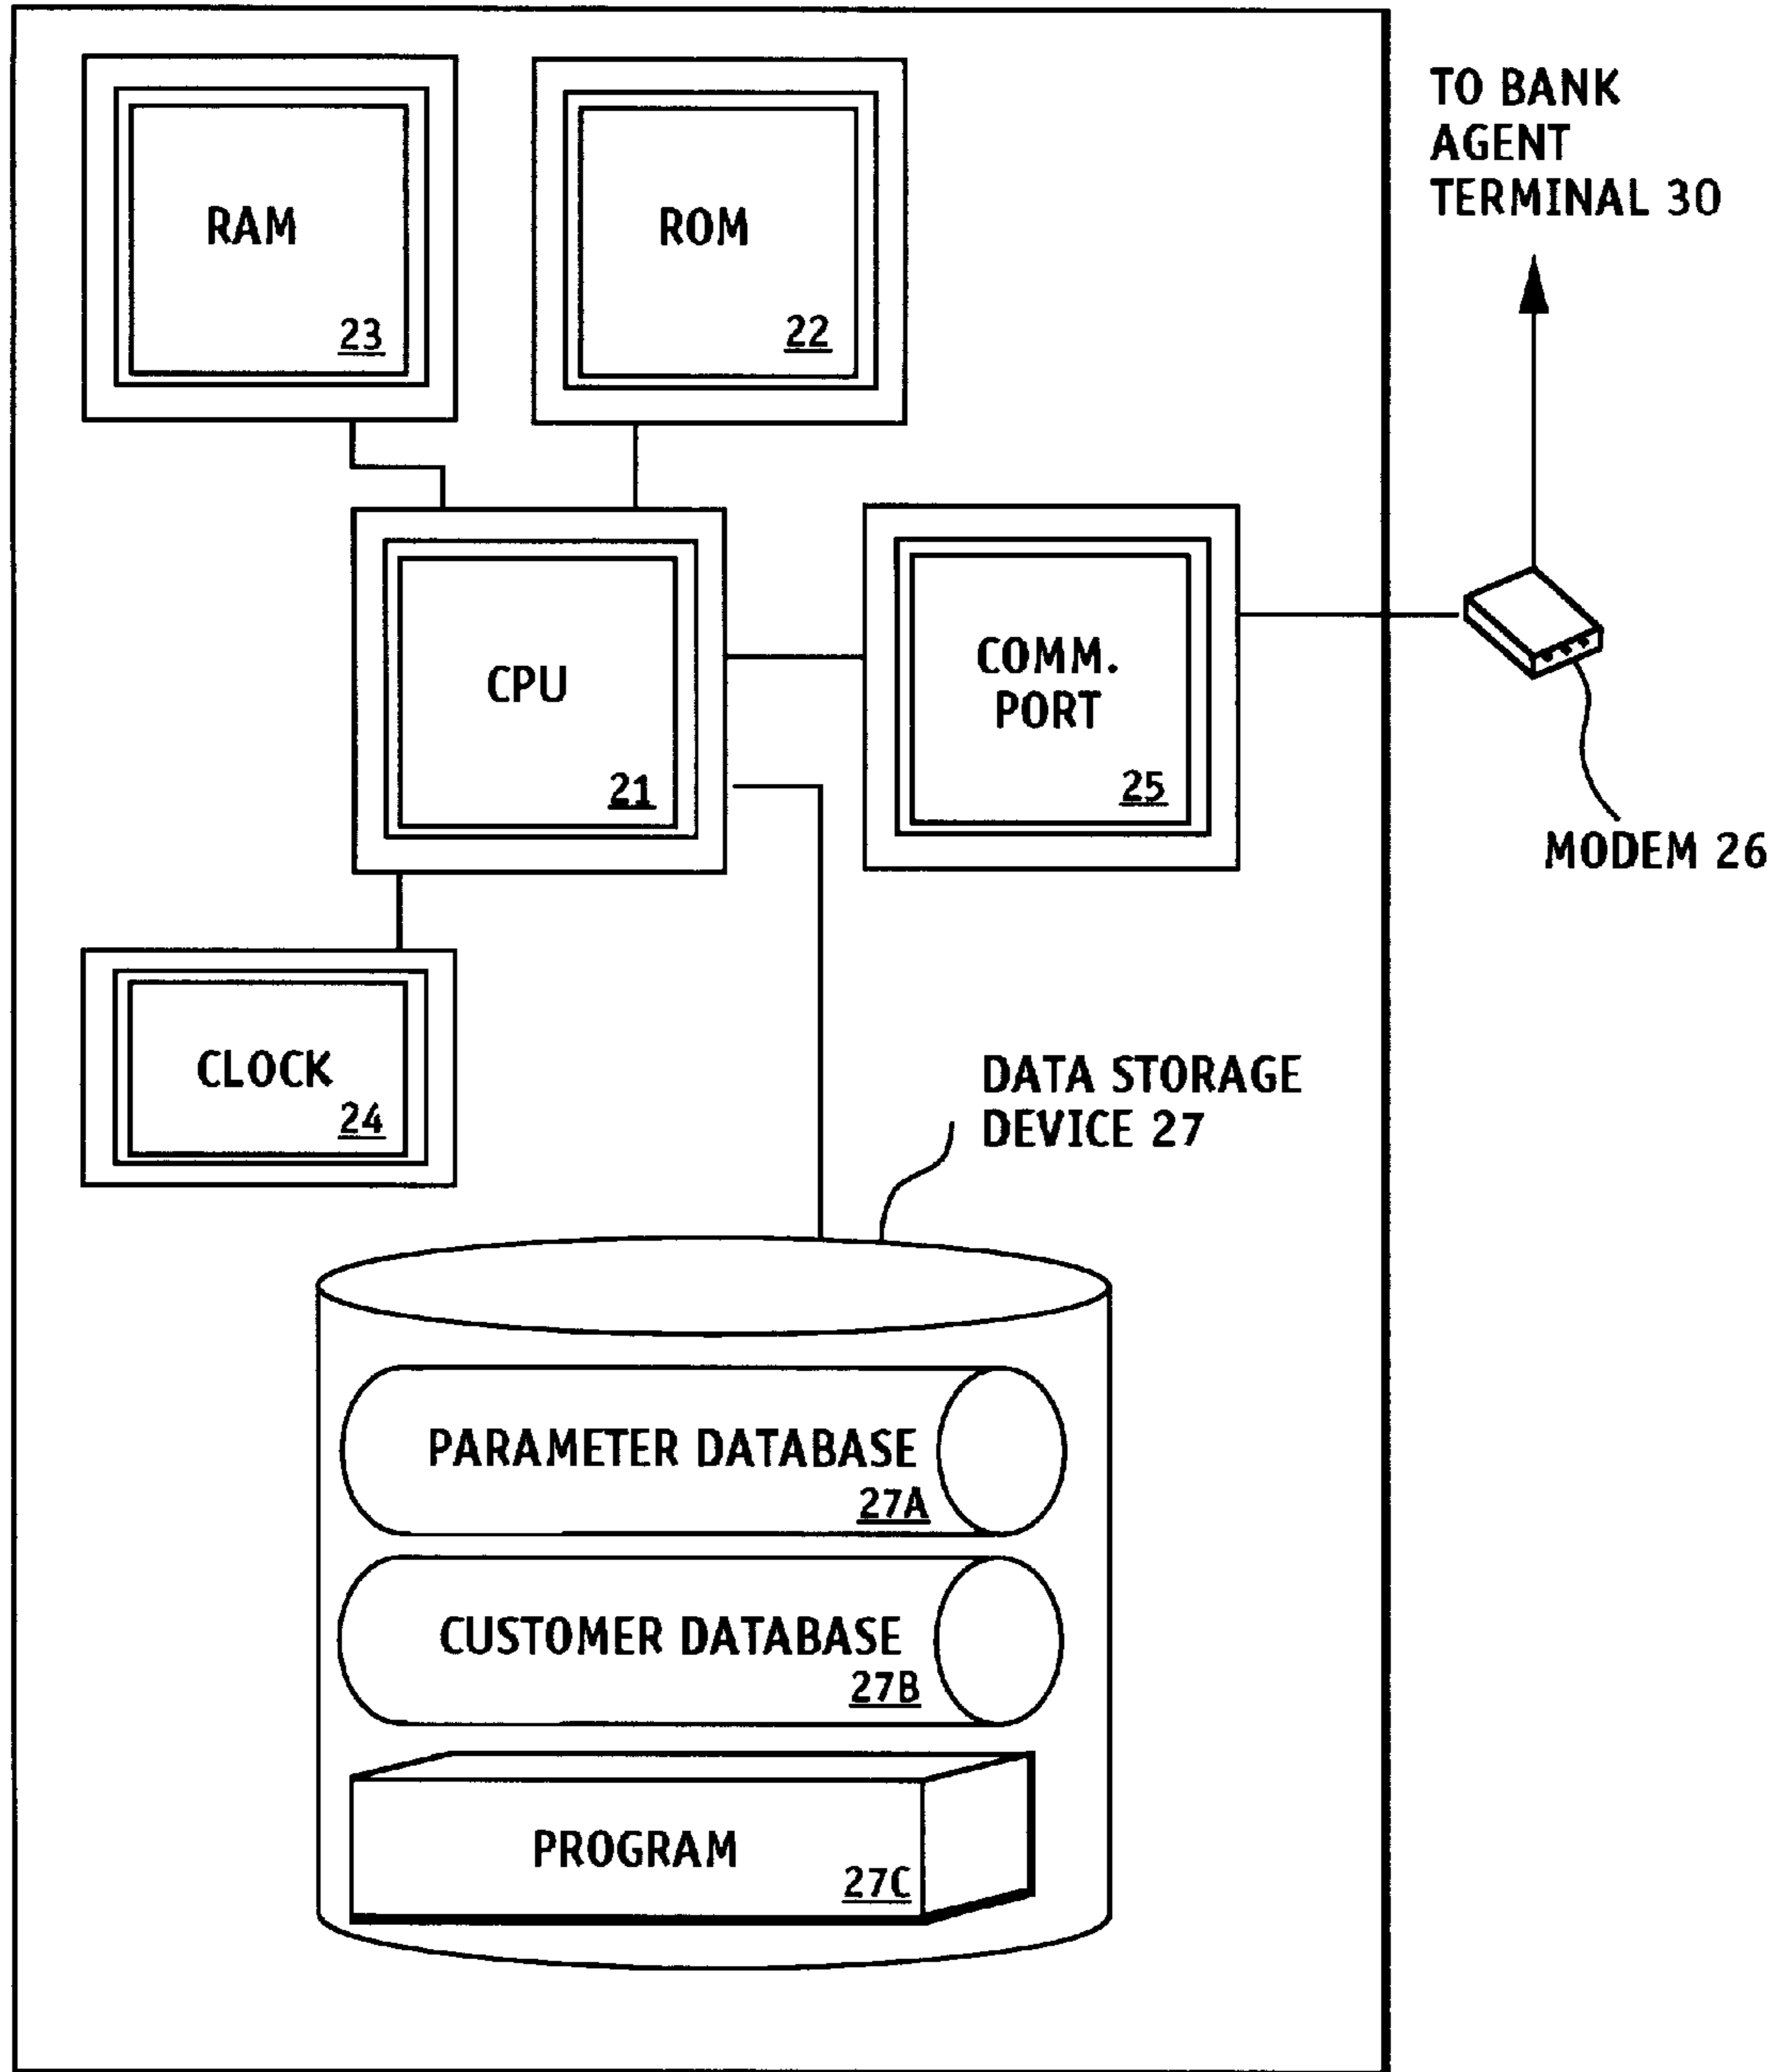 RAM
23
ROM
22
TO BANK
AGENT
TERMINAL 30
CPU
21
COMM.
PORT
25
MODEM 26
CLOCK
24
DATA STORAGE
DEVICE 27
PARAMETER DATABASE
27A
CUSTOMER DATABASE
27B
PROGRAM
27C